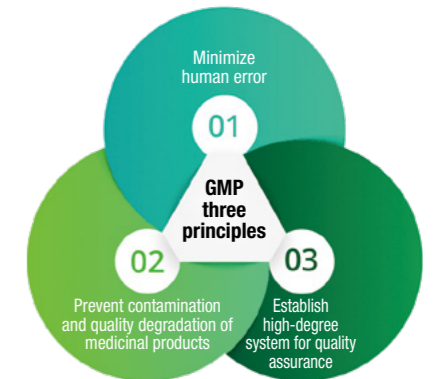 Minimize
human error
01
GMP
three
principles
02
03
Prevent contamination
and quality degradation of
medicinal products
Establish
high-degree
system for quality
assurance